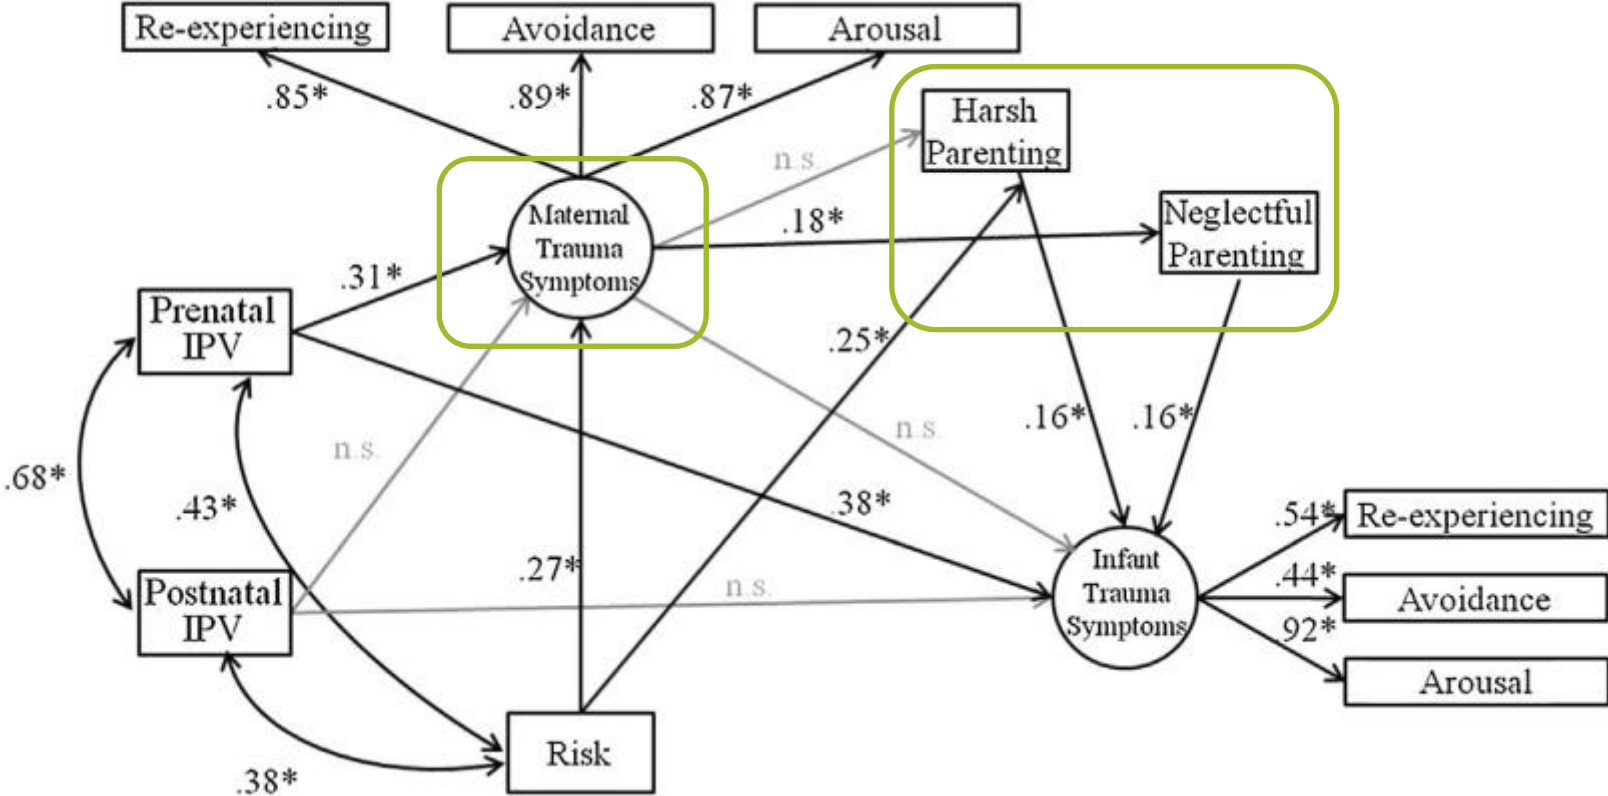 Re-experiencing
Avoidance
Arousal
.85*
.89*
.87*
Harsh
Parenting
n.s.
Maternal
Trauma
Symptoms
.18*
Neglectful
Parenting
.31*
Prenatal
IPV
.25*
.16*
.16*
n.s.
n.s.
.68*
.43*
.38*
.27*
n.s.
Postnatal
IPV
Infant
Trauma
Symptoms
.54*
Re-experiencing
.44*
Avoidance
.92*
Arousal
Risk
.38*